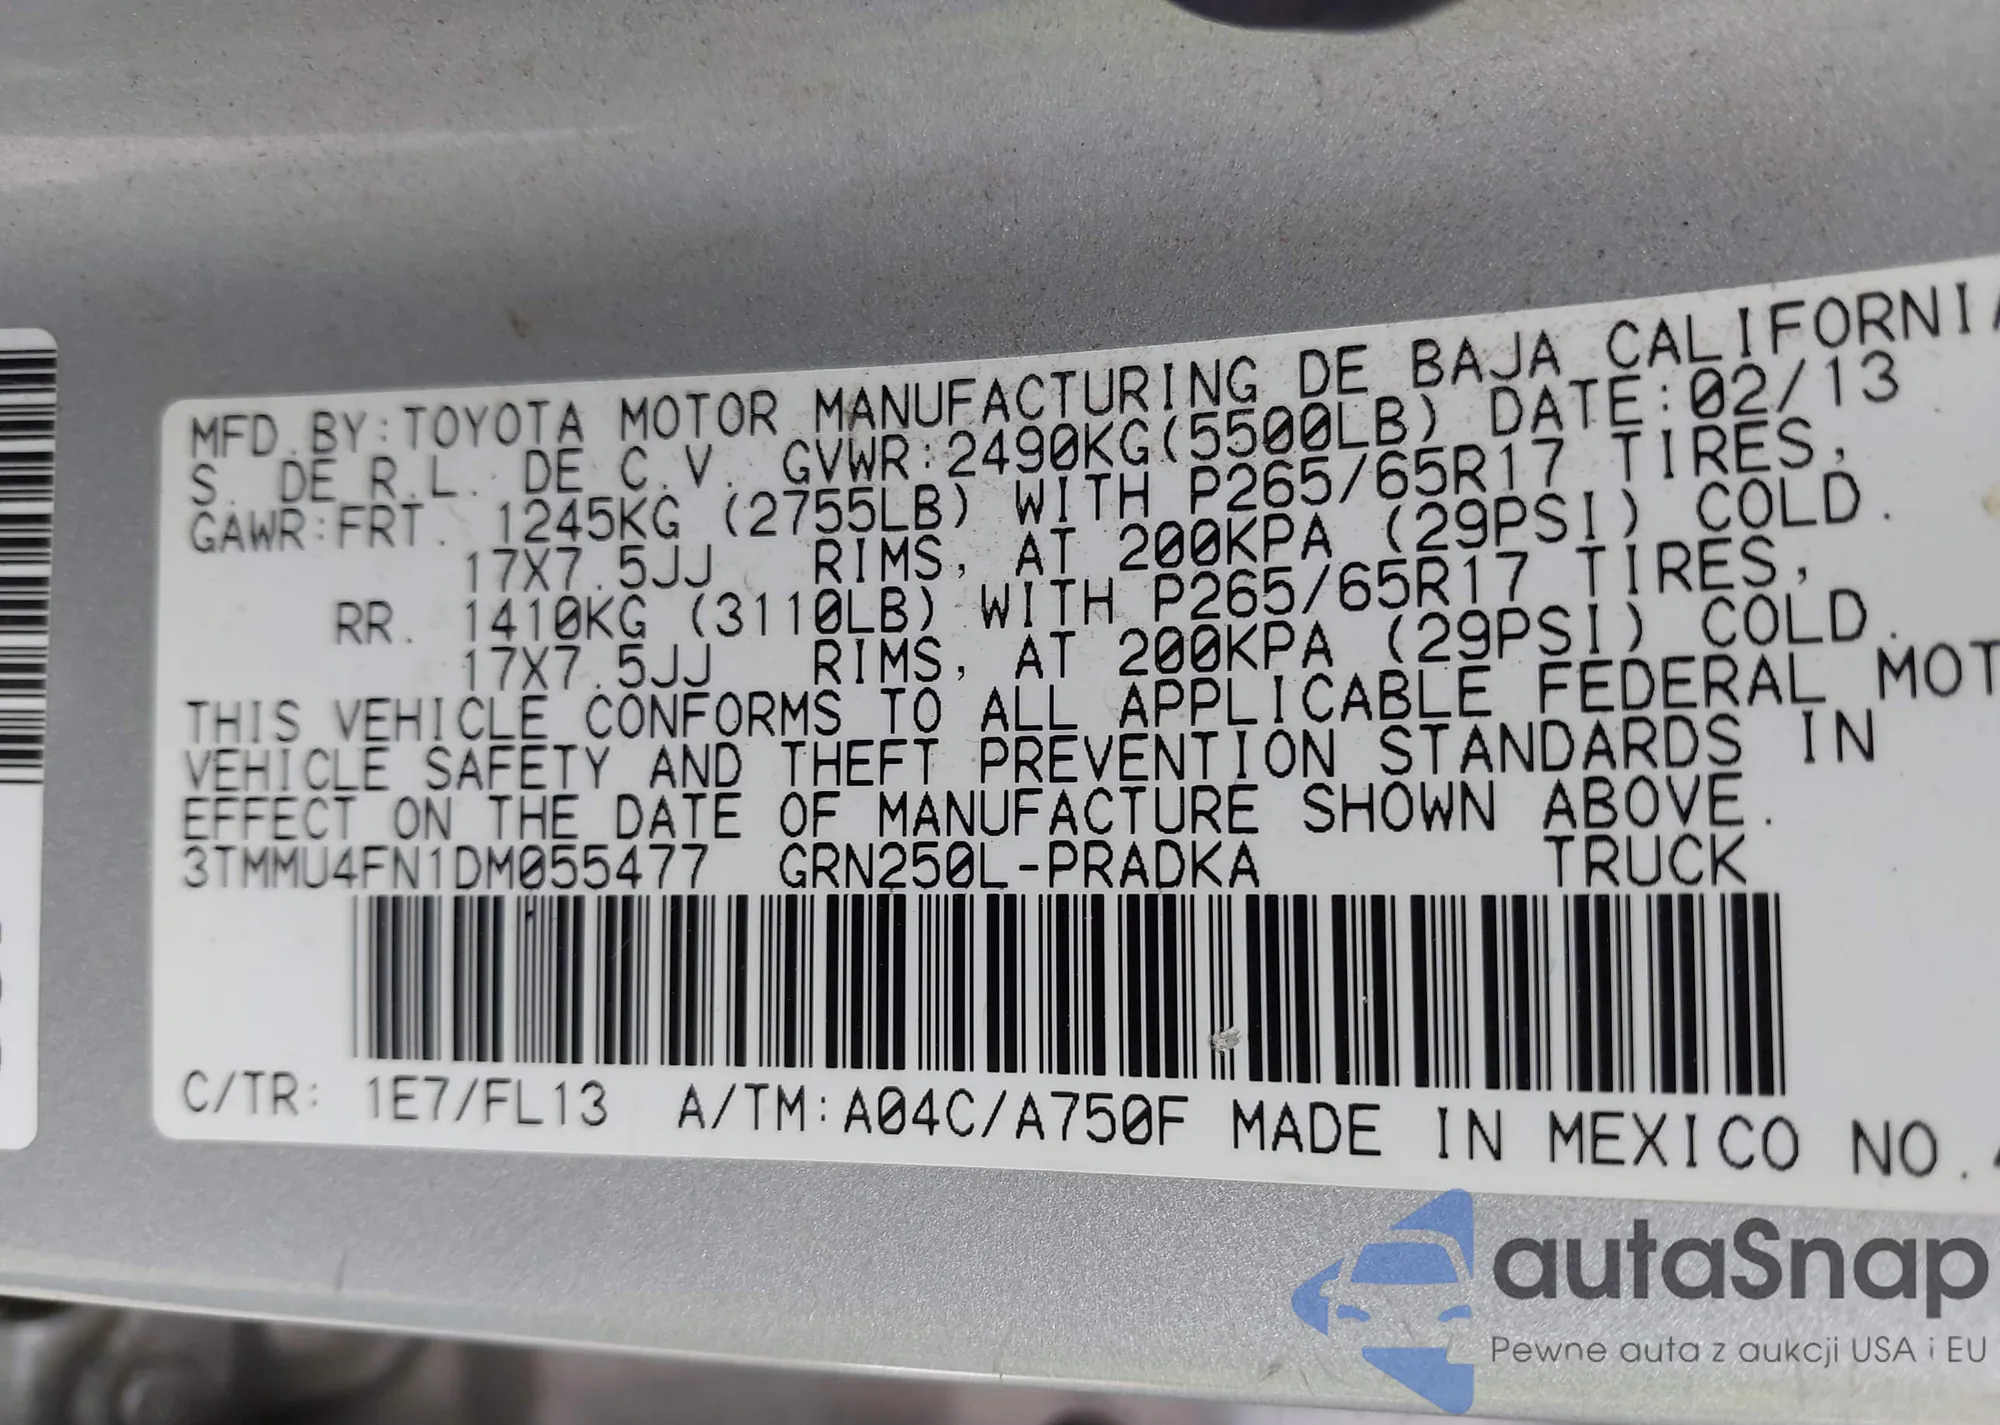 MFD.BY:TOYOTA MOTOR MANUFACTURING DE BAJA CALIFORNIA
S. DE R.L. DE C.V. GVWR:2490KG(5500LB) DATE:02/13
GAWR:FRT. 1245KG (2755LB) WITH P265/65R17 TIRES,
17X7.5JJ RIMS, AT 200KPA (29PSI) COLD.
RR. 1410KG (3110LB) WITH P265/65R17 TIRES,
17X7.5JJ RIMS, AT 200KPA (29PSI) COLD.
THIS VEHICLE CONFORMS TO ALL APPLICABLE FEDERAL MOT
VEHICLE SAFETY AND THEFT PREVENTION STANDARDS IN
EFFECT ON THE DATE OF MANUFACTURE SHOWN ABOVE.
3TMMU4FN1DM055477 GRN250L-PRADKA TRUCK
C/TR: 1E7/FL13 A/TM:A04C/A750F MADE IN MEXICO NO.
autaSnap
Pewne auta z aukcji USA i EU